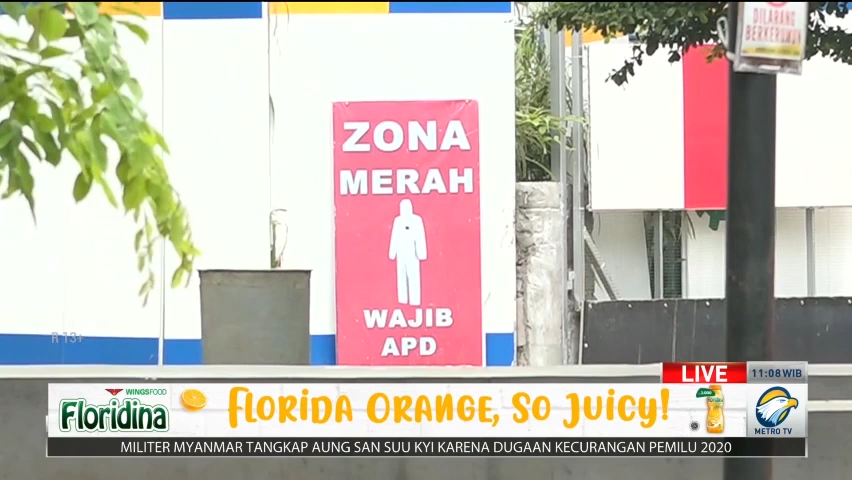 DILARANG
BERKERUMUN
ZONA
MERAH
WAJIB
APD
R 13+
LIVE
11:08 WIB
WINGSFOOD
Floridina
FLORIDA ORANGE, SO JUICY!
METRO TV
MILITER MYANMAR TANGKAP AUNG SAN SUU KYI KARENA DUGAAN KECURANGAN PEMILU 2020